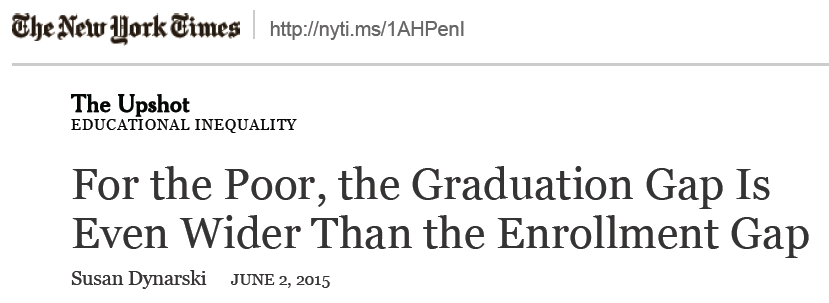 The New York Times
http://nyti.ms/1AHPenI
The Upshot
EDUCATIONAL INEQUALITY
For the Poor, the Graduation Gap Is
Even Wider Than the Enrollment Gap
Susan Dynarski JUNE 2, 2015